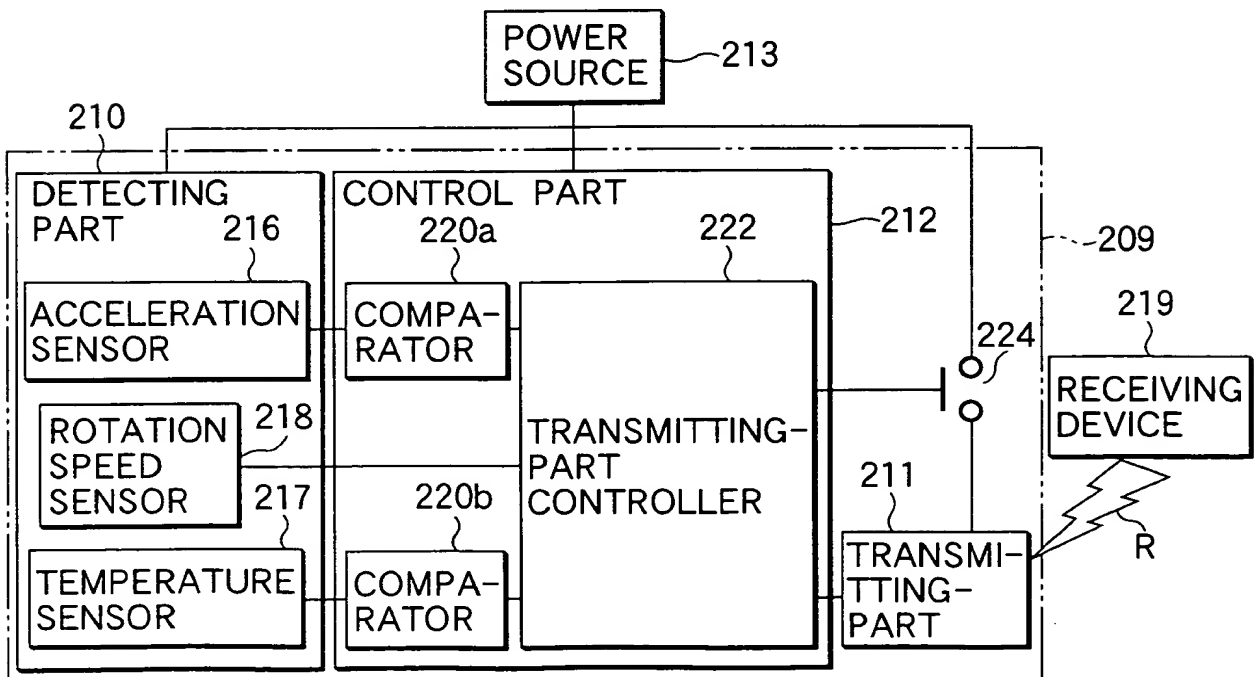 POWER
SOURCE
213
210
DETECTING
PART
CONTROL PART
212
209
216
220a
222
ACCELERATION
SENSOR
COMPA-
RATOR
224
219
RECEIVING
DEVICE
ROTATION
SPEED
SENSOR
218
TRANSMITTING-
PART
CONTROLLER
217
220b
211
R
TEMPERATURE
SENSOR
COMPA-
RATOR
TRANSMI-
TTING-
PART